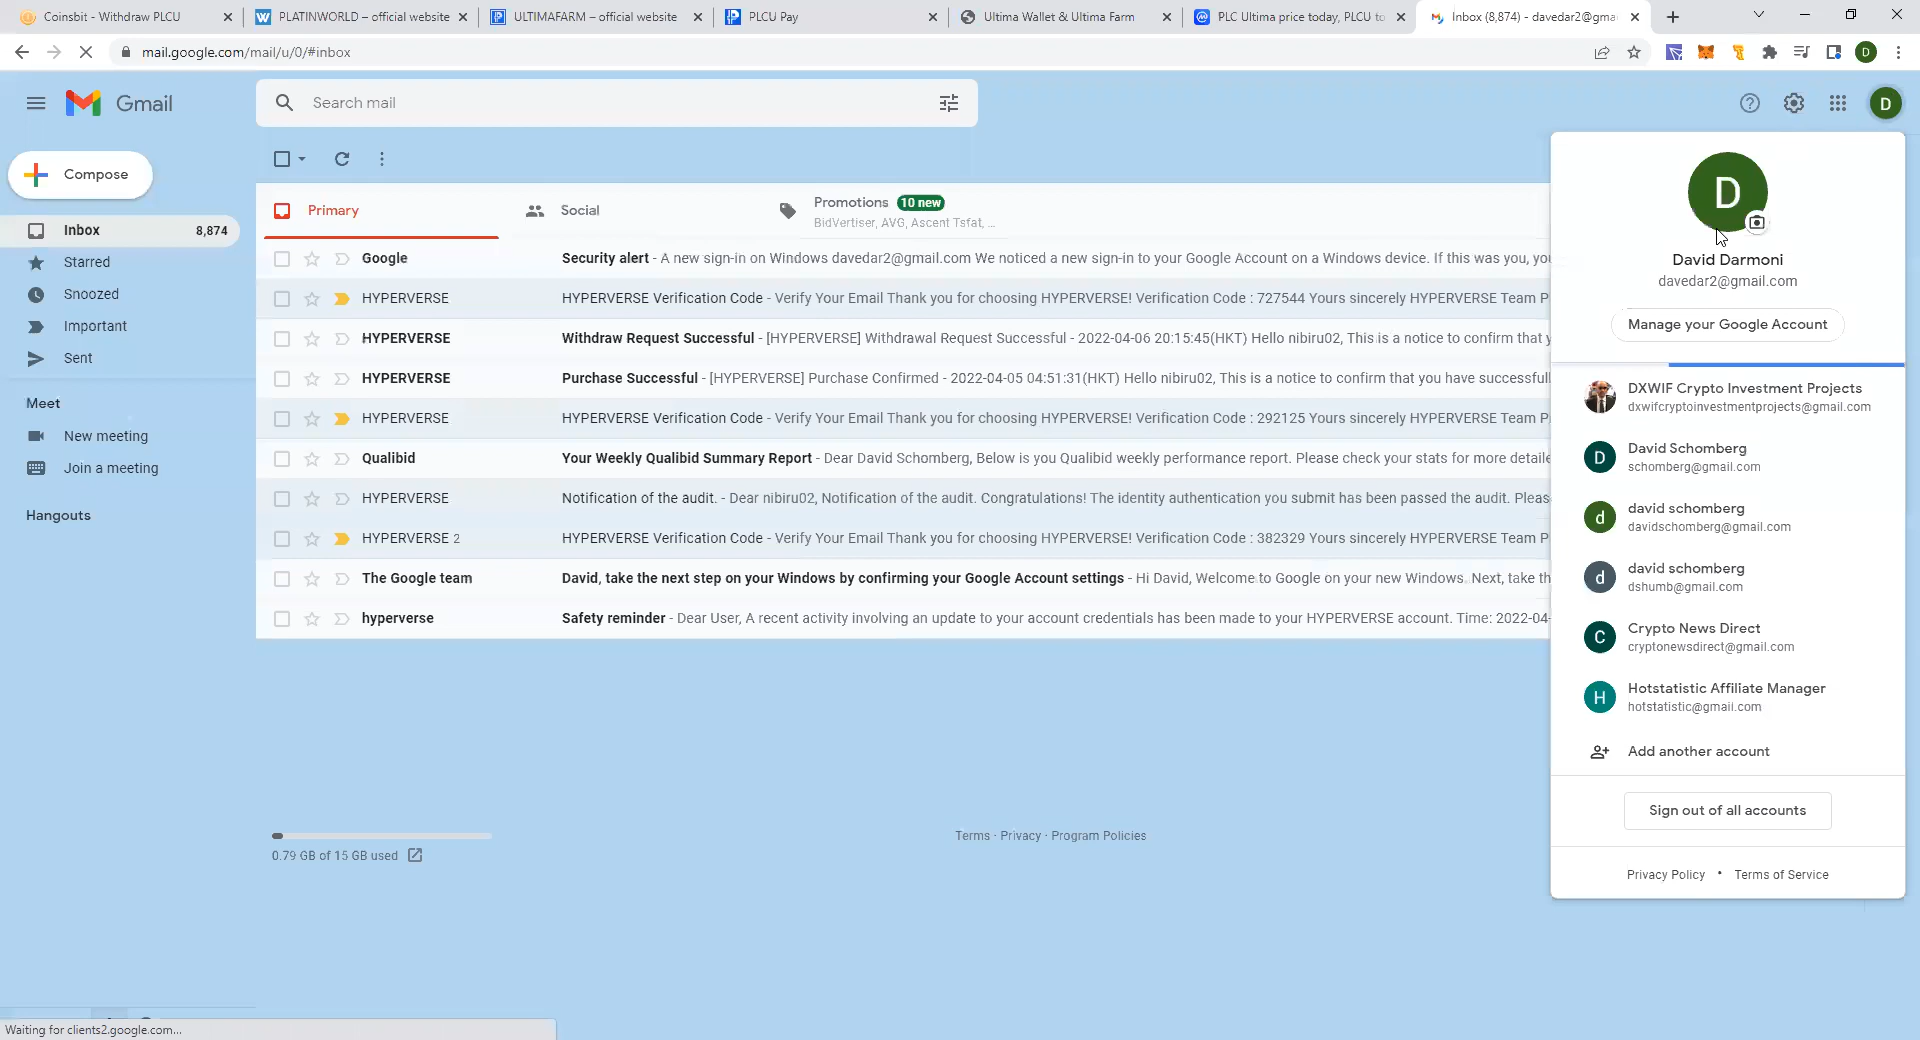 Coinsbit - Withdraw PLCU
PLATINWORLD – official website
ULTIMAFARM – official website
PLCU Pay
Ultima Wallet & Ultima Farm
PLC Ultima price today, PLCU to
Inbox (8,874) - davedar2@gma
mail.google.com/mail/u/0/#inbox
D
Gmail
Search mail
D
Compose
Inbox 8,874
Starred
Snoozed
Important
Sent
Meet
New meeting
Join a meeting
Hangouts
Primary
Social
Promotions 10 new
BidVertiser, AVG, Ascent Tsfat, ...
Google Security alert - A new sign-in on Windows davedar2@gmail.com We noticed a new sign-in to your Google Account on a Windows device. If this was you, you
HYPERVERSE HYPERVERSE Verification Code - Verify Your Email Thank you for choosing HYPERVERSE! Verification Code : 727544 Yours sincerely HYPERVERSE Team P
HYPERVERSE Withdraw Request Successful - [HYPERVERSE] Withdrawal Request Successful - 2022-04-06 20:15:45(HKT) Hello nibiru02, This is a notice to confirm that y
HYPERVERSE Purchase Successful - [HYPERVERSE] Purchase Confirmed - 2022-04-05 04:51:31(HKT) Hello nibiru02, This is a notice to confirm that you have successfull
HYPERVERSE HYPERVERSE Verification Code - Verify Your Email Thank you for choosing HYPERVERSE! Verification Code : 292125 Yours sincerely HYPERVERSE Team P
Qualibid Your Weekly Qualibid Summary Report - Dear David Schomberg, Below is you Qualibid weekly performance report. Please check your stats for more detaile
HYPERVERSE Notification of the audit. - Dear nibiru02, Notification of the audit. Congratulations! The identity authentication you submit has been passed the audit. Pleas
HYPERVERSE 2 HYPERVERSE Verification Code - Verify Your Email Thank you for choosing HYPERVERSE! Verification Code : 382329 Yours sincerely HYPERVERSE Team P
The Google team David, take the next step on your Windows by confirming your Google Account settings - Hi David, Welcome to Google on your new Windows. Next, take th
hyperverse Safety reminder - Dear User, A recent activity involving an update to your account credentials has been made to your HYPERVERSE account. Time: 2022-04-
0.79 GB of 15 GB used
Terms · Privacy · Program Policies
D
David Darmoni
davedar2@gmail.com
Manage your Google Account
DXWIF Crypto Investment Projects
dxwifcryptoinvestmentprojects@gmail.com
D
David Schomberg
schomberg@gmail.com
d
david schomberg
davidschomberg@gmail.com
d
david schomberg
dshumb@gmail.com
C
Crypto News Direct
cryptonewsdirect@gmail.com
H
Hotstatistic Affiliate Manager
hotstatistic@gmail.com
Add another account
Sign out of all accounts
Privacy Policy • Terms of Service
Waiting for clients2.google.com...